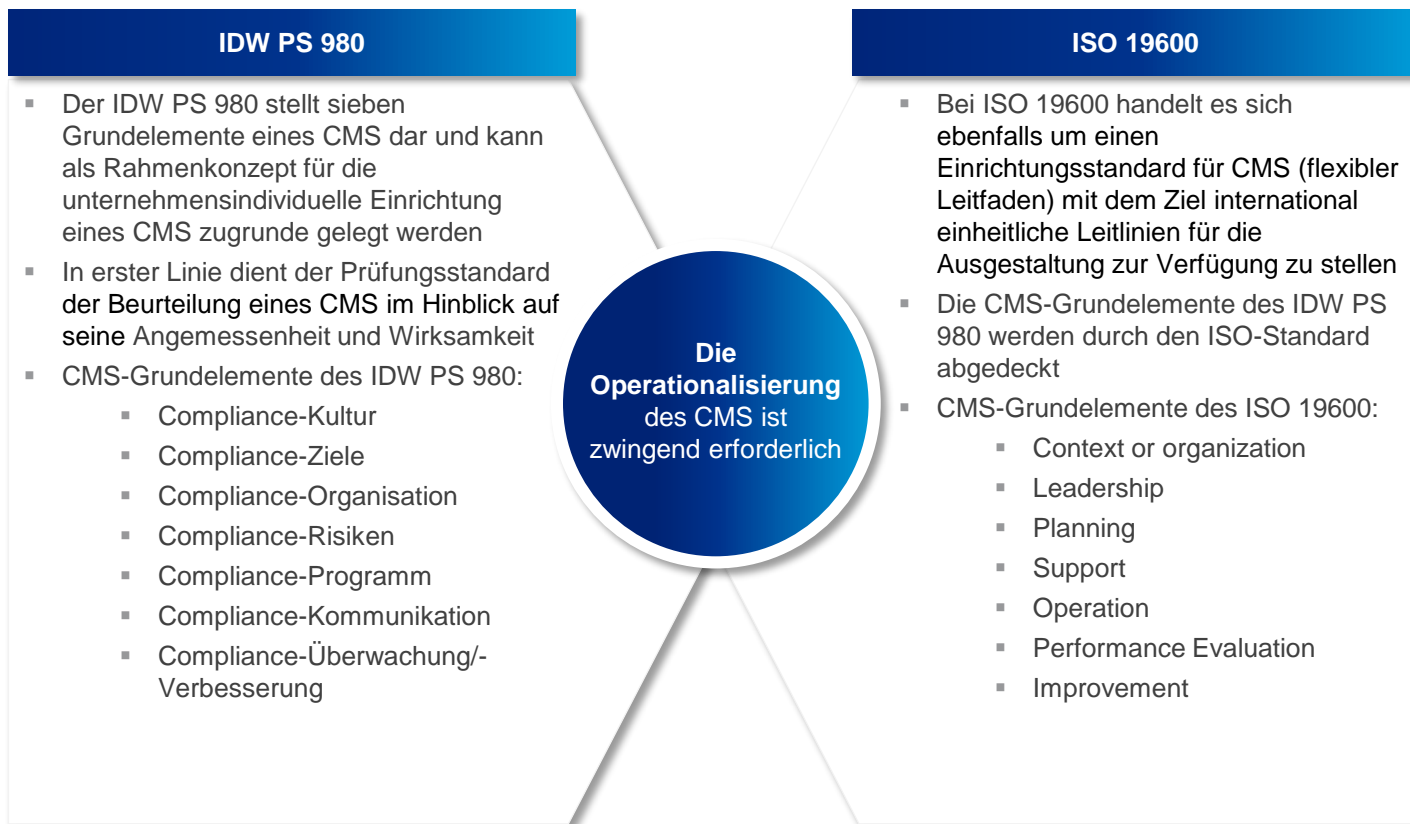 IDW PS 980
▪ Der IDW PS 980 stellt sieben
Grundelemente eines CMS dar und kann
als Rahmenkonzept für die
unternehmensindividuelle Einrichtung
eines CMS zugrunde gelegt werden
▪ In erster Linie dient der Prüfungsstandard
der Beurteilung eines CMS im Hinblick auf
seine Angemessenheit und Wirksamkeit
▪ CMS-Grundelemente des IDW PS 980:
▪ Compliance-Kultur
▪ Compliance-Ziele
▪ Compliance-Organisation
▪ Compliance-Risiken
▪ Compliance-Programm
▪ Compliance-Kommunikation
▪ Compliance-Überwachung/-
Verbesserung
Die
Operationalisierung
des CMS ist
zwingend erforderlich
ISO 19600
▪ Bei ISO 19600 handelt es sich
ebenfalls um einen
Einrichtungsstandard für CMS (flexibler
Leitfaden) mit dem Ziel international
einheitliche Leitlinien für die
Ausgestaltung zur Verfügung zu stellen
▪ Die CMS-Grundelemente des IDW PS
980 werden durch den ISO-Standard
abgedeckt
▪ CMS-Grundelemente des ISO 19600:
▪ Context or organization
▪ Leadership
▪ Planning
▪ Support
▪ Operation
▪ Performance Evaluation
▪ Improvement